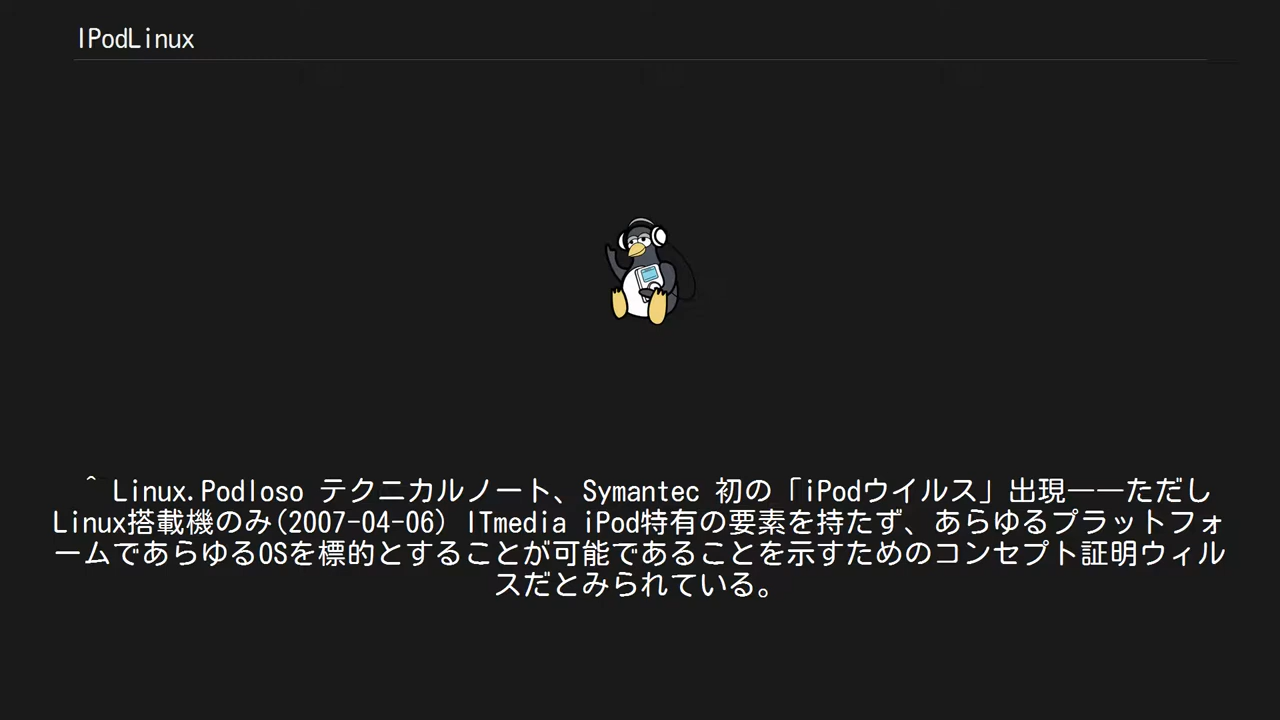 IPodLinux
^ Linux.Podloso テクニカルノート、Symantec 初の「iPodウイルス」出現――ただし
Linux搭載機のみ(2007-04-06) ITmedia iPod特有の要素を持たず、あらゆるプラットフォ
ームであらゆるOSを標的とすることが可能であることを示すためのコンセプト証明ウィル
スだとみられている。